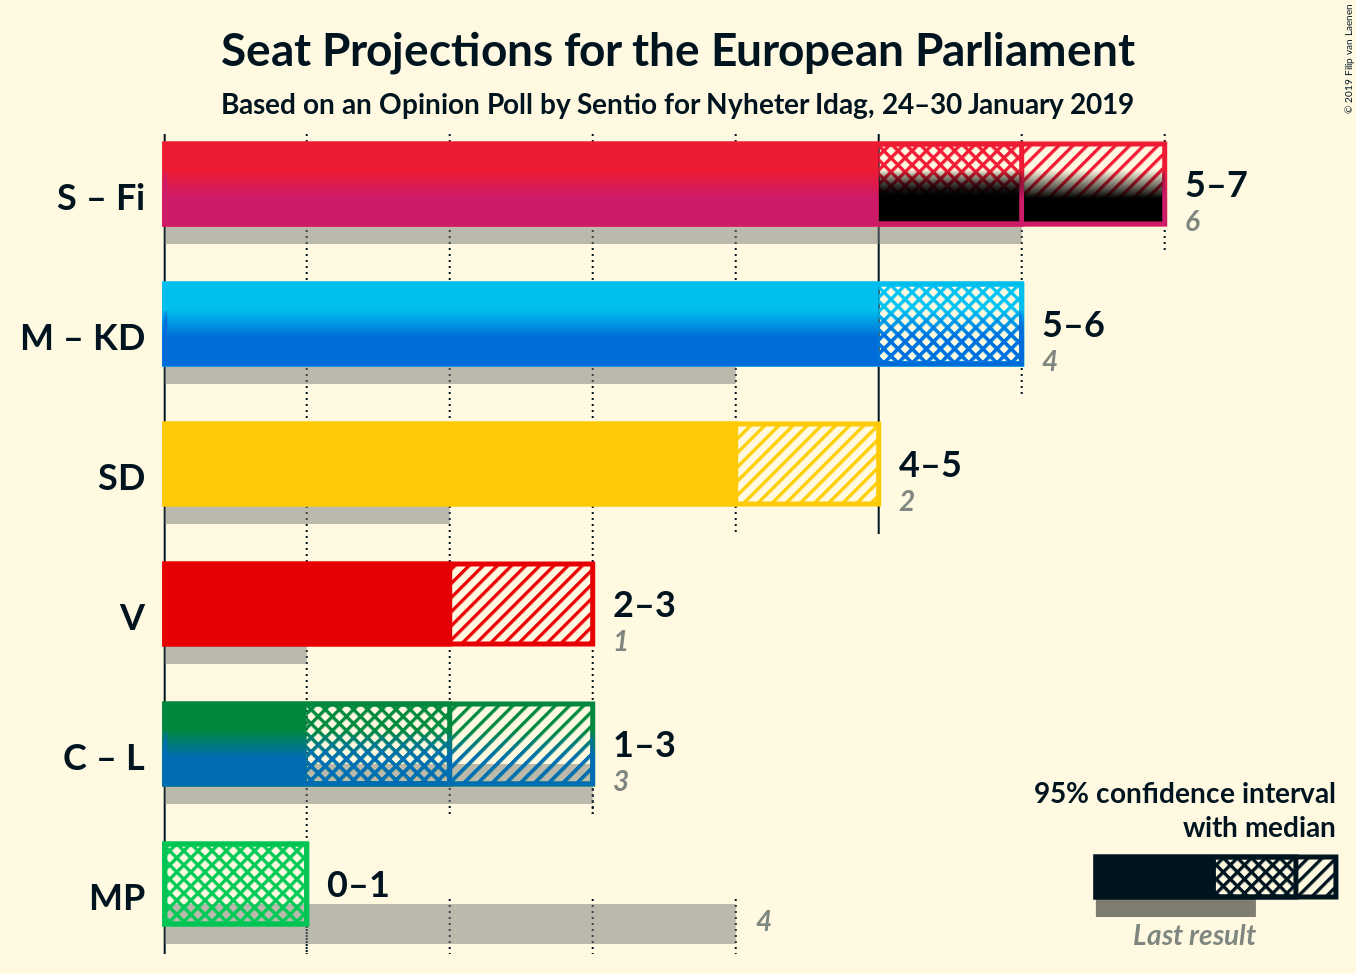 Seat Projections for the European Parliament
Based on an Opinion Poll by Sentio for Nyheter Idag, 24–30 January 2019
© 2019 Filip van Laenen
S – Fi
5–7
6
M – KD
5–6
4
SD
4–5
2
V
2–3
1
C – L
1–3
3
MP
0–1
4
95% confidence interval
with median
Last result